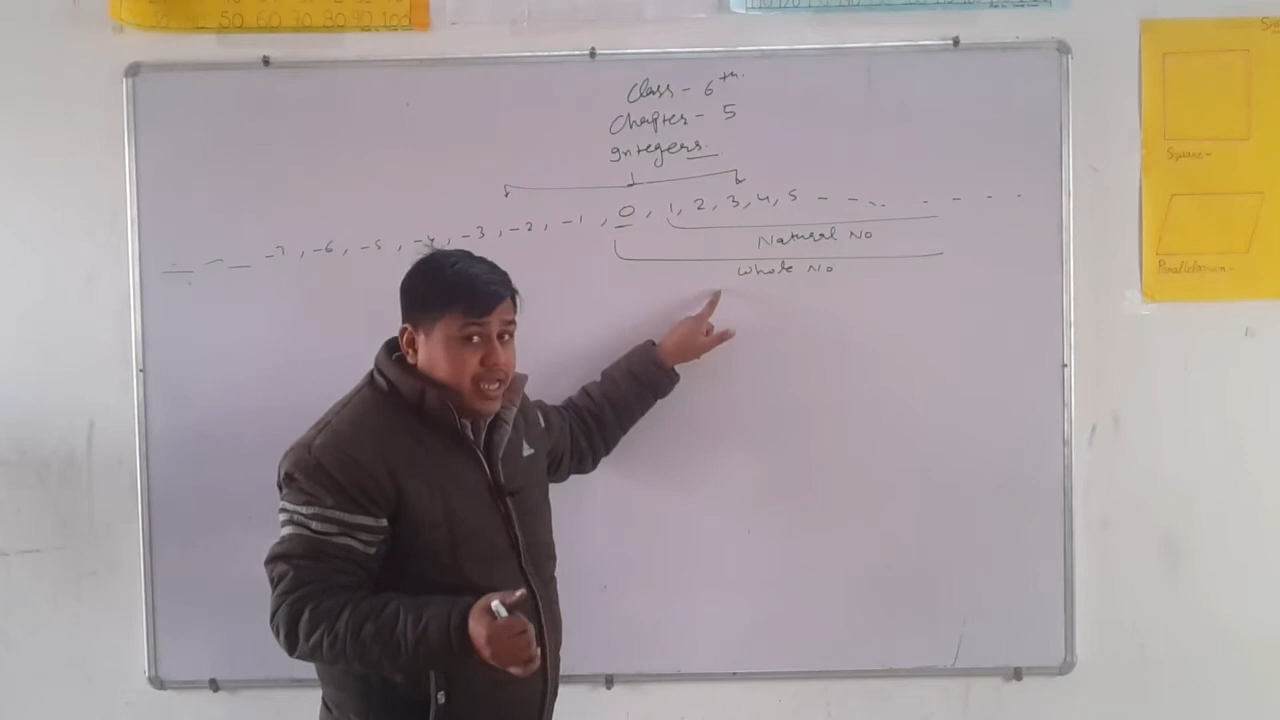 50 60 70 80 90 100
Class - 6th.
Chapter - 5
Integers.
-7, -6, -5, -4, -3, -2, -1, 0, 1, 2, 3, 4, 5
Natural No
Whole No
Square-